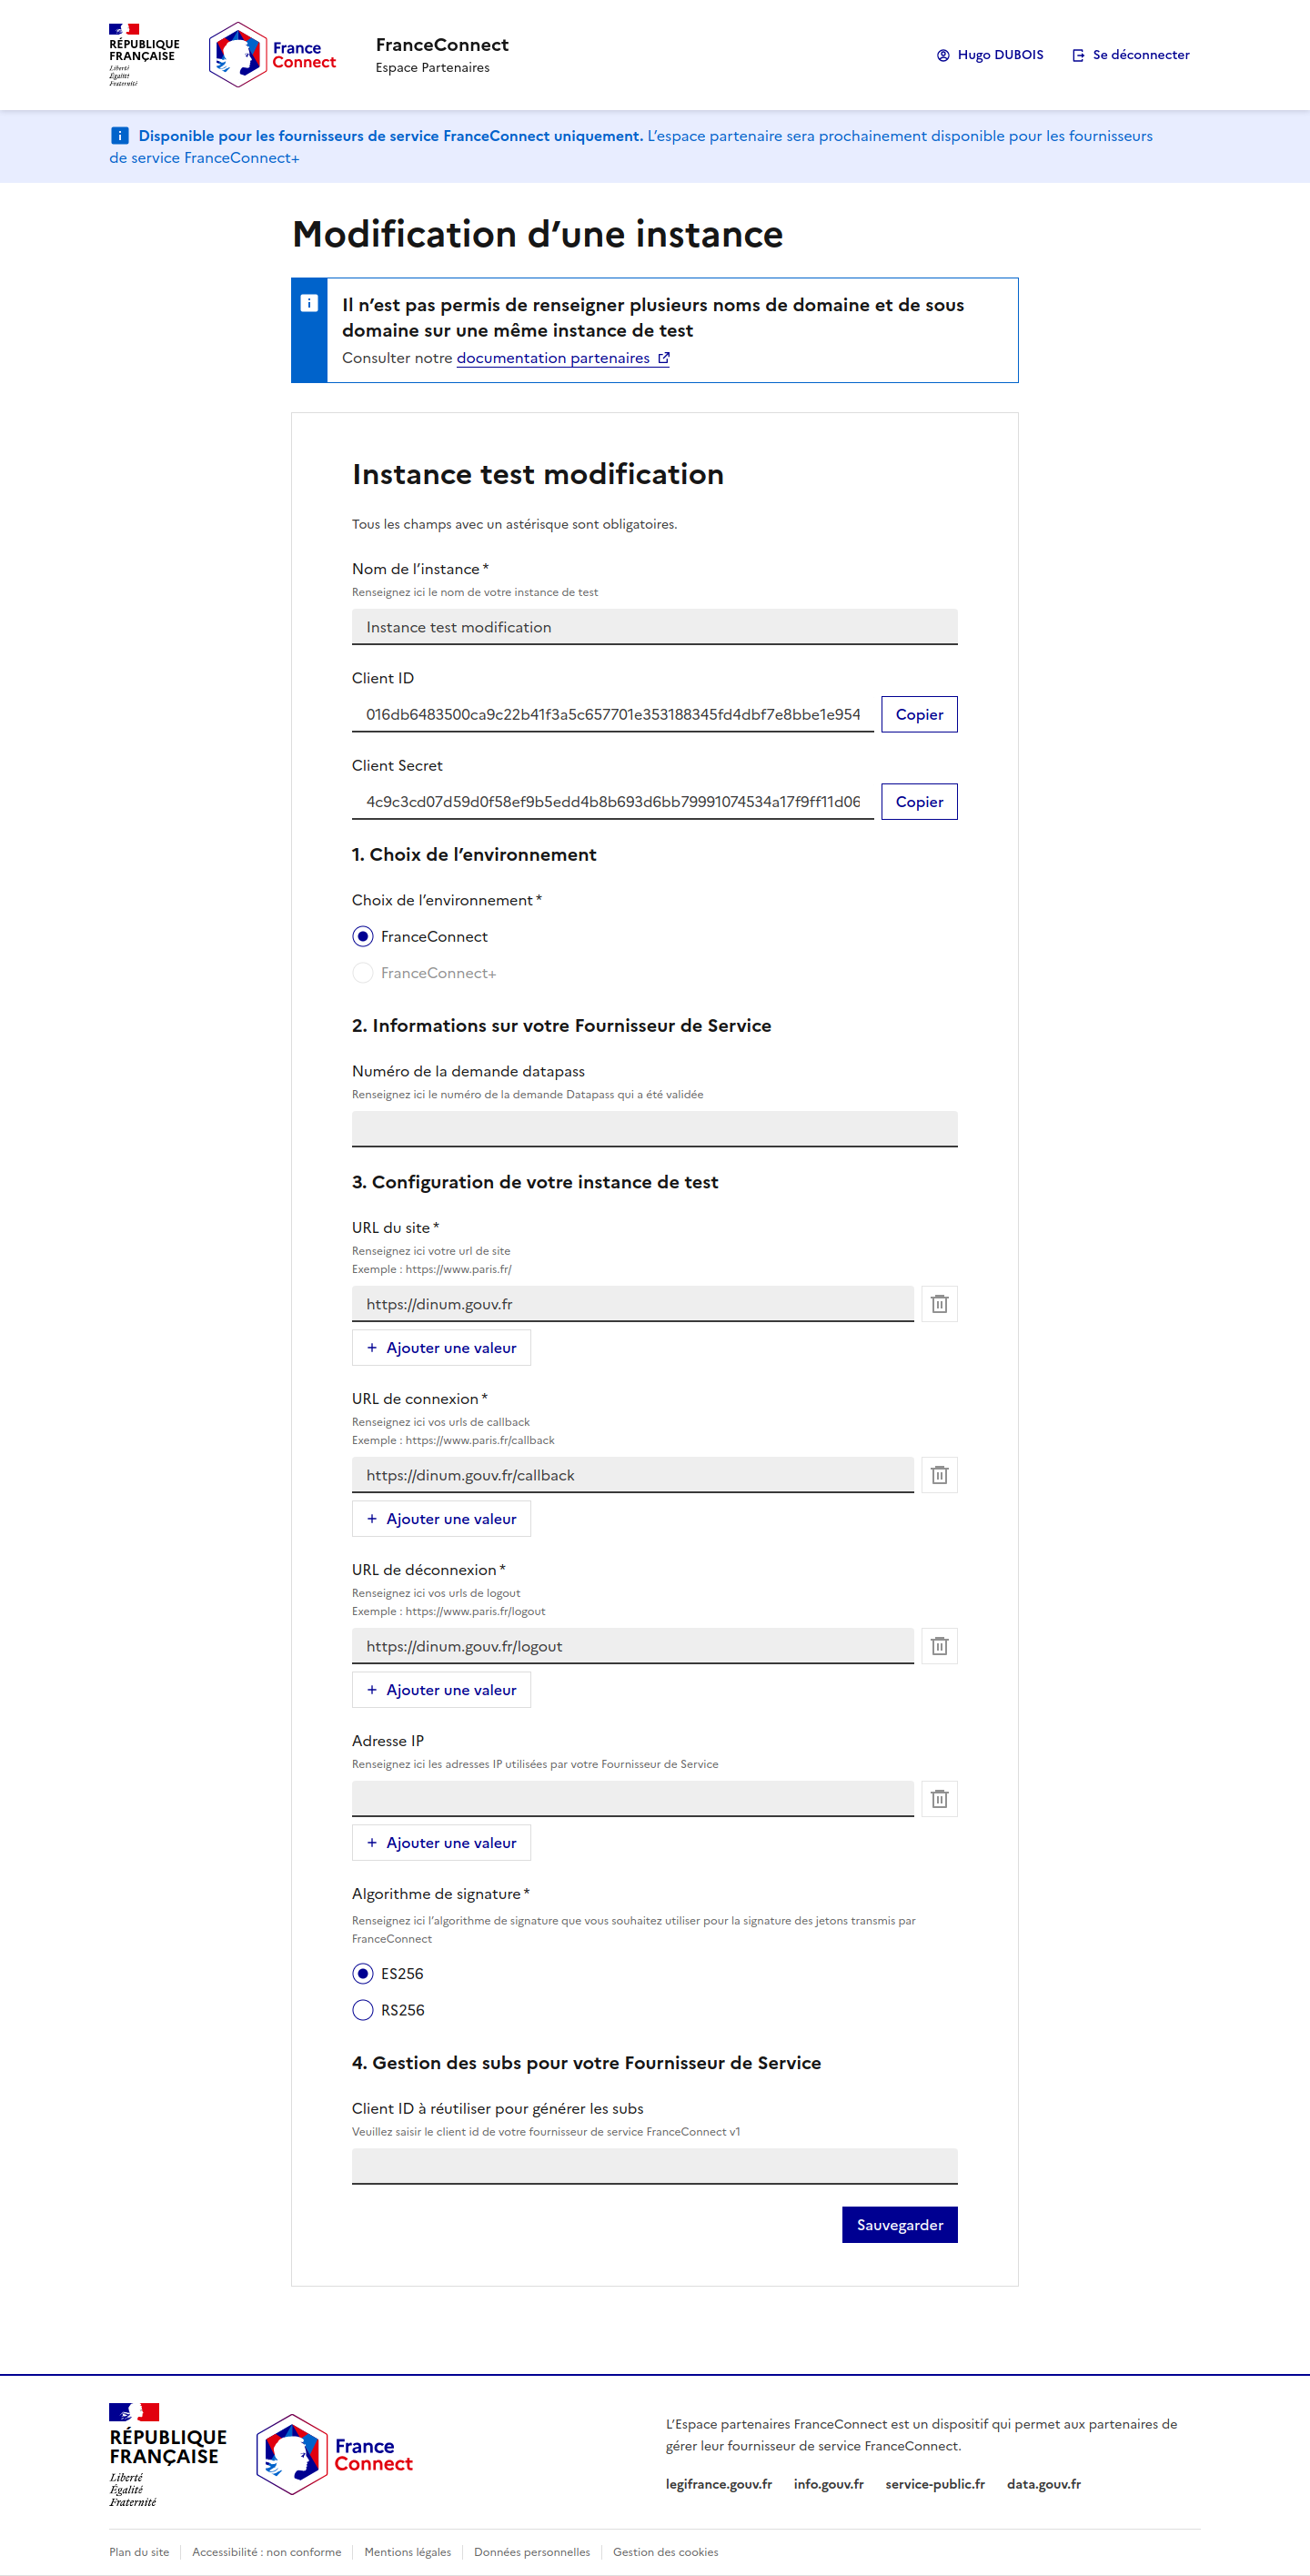 RÉPUBLIQUE
FRANÇAISE
Liberté
Égalité
Fraternité
France
Connect
FranceConnect
Espace Partenaires
Hugo DUBOIS
Se déconnecter
Disponible pour les fournisseurs de service FranceConnect uniquement. L’espace partenaire sera prochainement disponible pour les fournisseurs
de service FranceConnect+
Modification d’une instance
Il n’est pas permis de renseigner plusieurs noms de domaine et de sous
domaine sur une même instance de test
Consulter notre documentation partenaires
Instance test modification
Tous les champs avec un astérisque sont obligatoires.
Nom de l’instance *
Renseignez ici le nom de votre instance de test
Instance test modification
Client ID
016db6483500ca9c22b41f3a5c657701e353188345fd4dbf7e8bbe1e954
Copier
Client Secret
4c9c3cd07d59d0f58ef9b5edd4b8b693d6bb79991074534a17f9ff11d06
Copier
1. Choix de l’environnement
Choix de l’environnement *
FranceConnect
FranceConnect+
2. Informations sur votre Fournisseur de Service
Numéro de la demande datapass
Renseignez ici le numéro de la demande Datapass qui a été validée
3. Configuration de votre instance de test
URL du site *
Renseignez ici votre url de site
Exemple : https://www.paris.fr/
https://dinum.gouv.fr
+ Ajouter une valeur
URL de connexion *
Renseignez ici vos urls de callback
Exemple : https://www.paris.fr/callback
https://dinum.gouv.fr/callback
+ Ajouter une valeur
URL de déconnexion *
Renseignez ici vos urls de logout
Exemple : https://www.paris.fr/logout
https://dinum.gouv.fr/logout
+ Ajouter une valeur
Adresse IP
Renseignez ici les adresses IP utilisées par votre Fournisseur de Service
+ Ajouter une valeur
Algorithme de signature *
Renseignez ici l’algorithme de signature que vous souhaitez utiliser pour la signature des jetons transmis par
FranceConnect
ES256
RS256
4. Gestion des subs pour votre Fournisseur de Service
Client ID à réutiliser pour générer les subs
Veuillez saisir le client id de votre fournisseur de service FranceConnect v1
Sauvegarder
RÉPUBLIQUE
FRANÇAISE
Liberté
Égalité
Fraternité
France
Connect
L’Espace partenaires FranceConnect est un dispositif qui permet aux partenaires de
gérer leur fournisseur de service FranceConnect.
legifrance.gouv.fr info.gouv.fr service-public.fr data.gouv.fr
Plan du site Accessibilité : non conforme Mentions légales Données personnelles Gestion des cookies